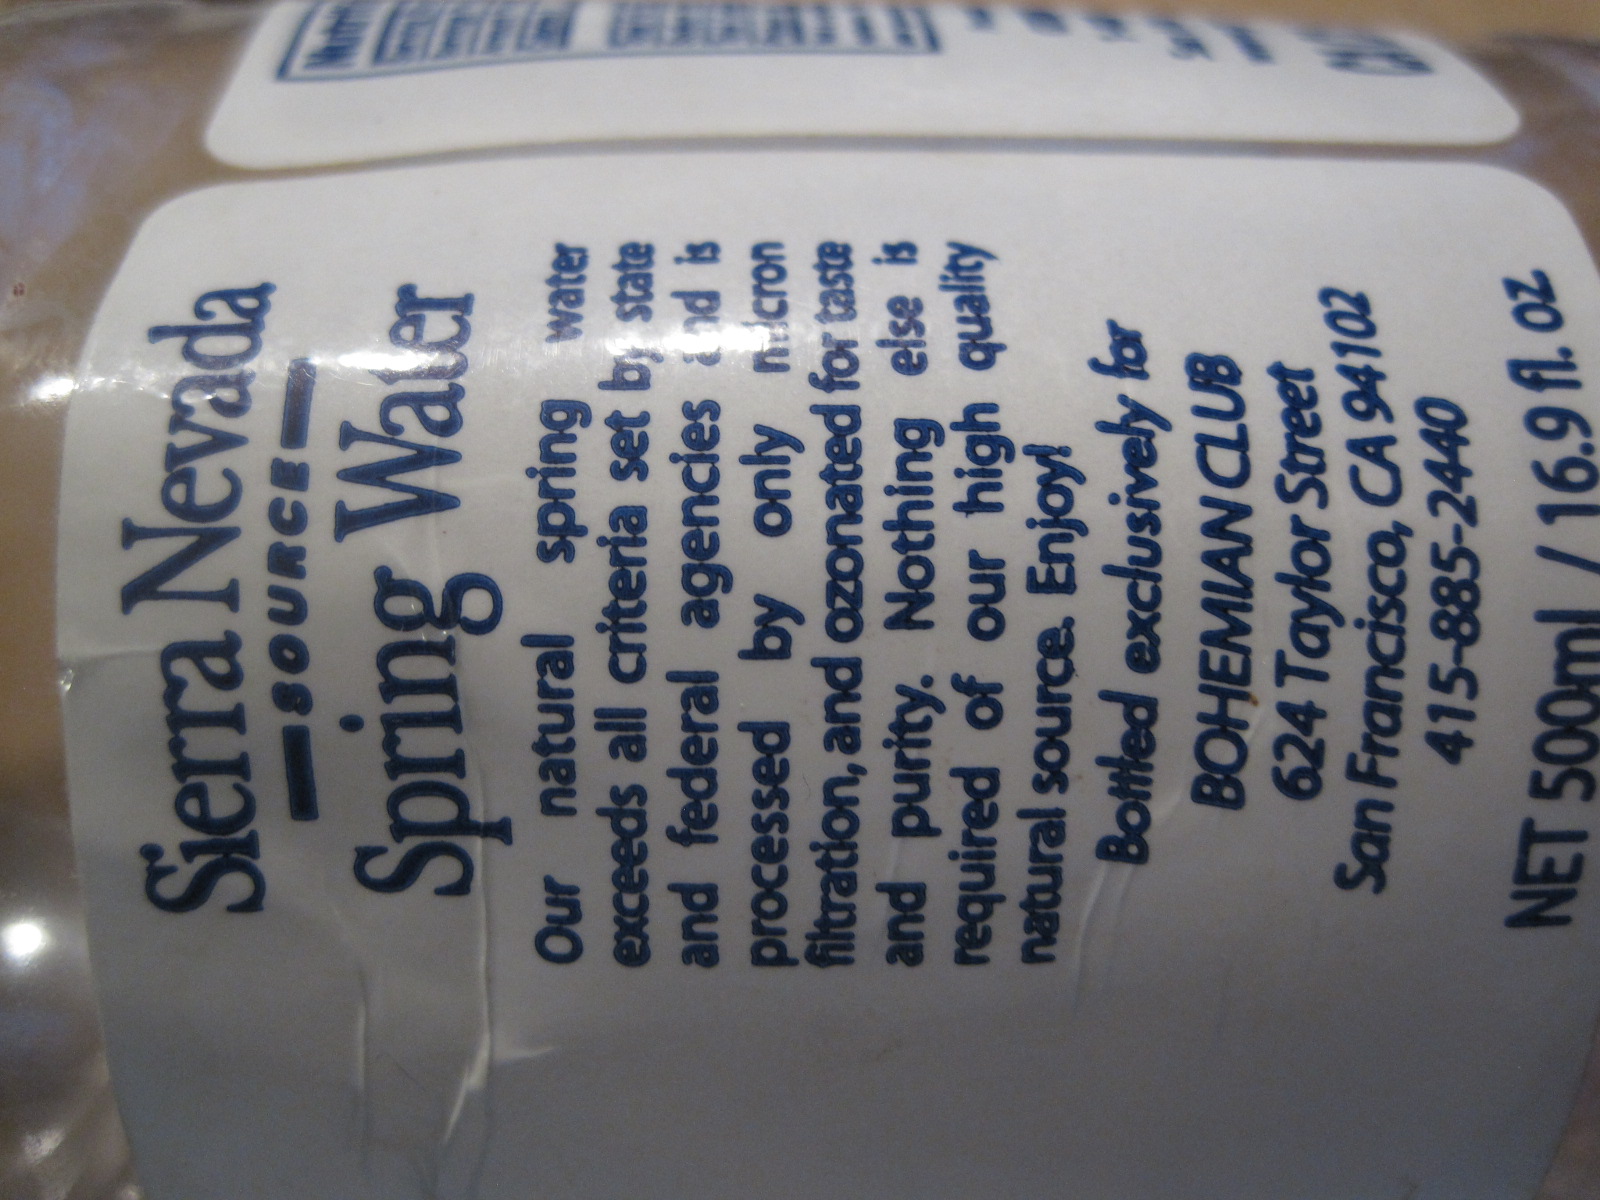 Sierra Nevada
SOURCE
Spring Water
Our natural spring water
exceeds all criteria set by state
and federal agencies and is
processed by only micron
filtration, and ozonated for taste
and purity. Nothing else is
required of our high quality
natural source. Enjoy!
Bottled exclusively for
BOHEMIAN CLUB
624 Taylor Street
San Francisco, CA 94102
415-885-2440
NET 500ml / 16.9 fl. oz